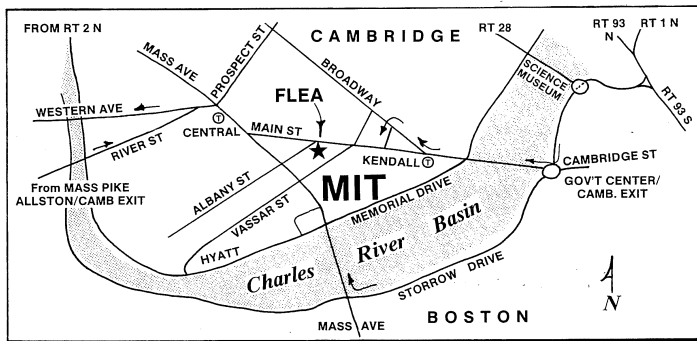 FROM RT 2 N
MASS AVE
PROSPECT ST
CAMBRIDGE
RT 28
RT 93
N
RT 1 N
RT 93 S
SCIENCE
MUSEUM
BROADWAY
FLEA
WESTERN AVE
T
CENTRAL
MAIN ST
RIVER ST
KENDALL T
CAMBRIDGE ST
GOV'T CENTER/
CAMB. EXIT
From MASS PIKE
ALLSTON/CAMB EXIT
ALBANY ST
VASSAR ST
MIT
MEMORIAL DRIVE
HYATT
Charles River Basin
STORROW DRIVE
MASS AVE
BOSTON
N